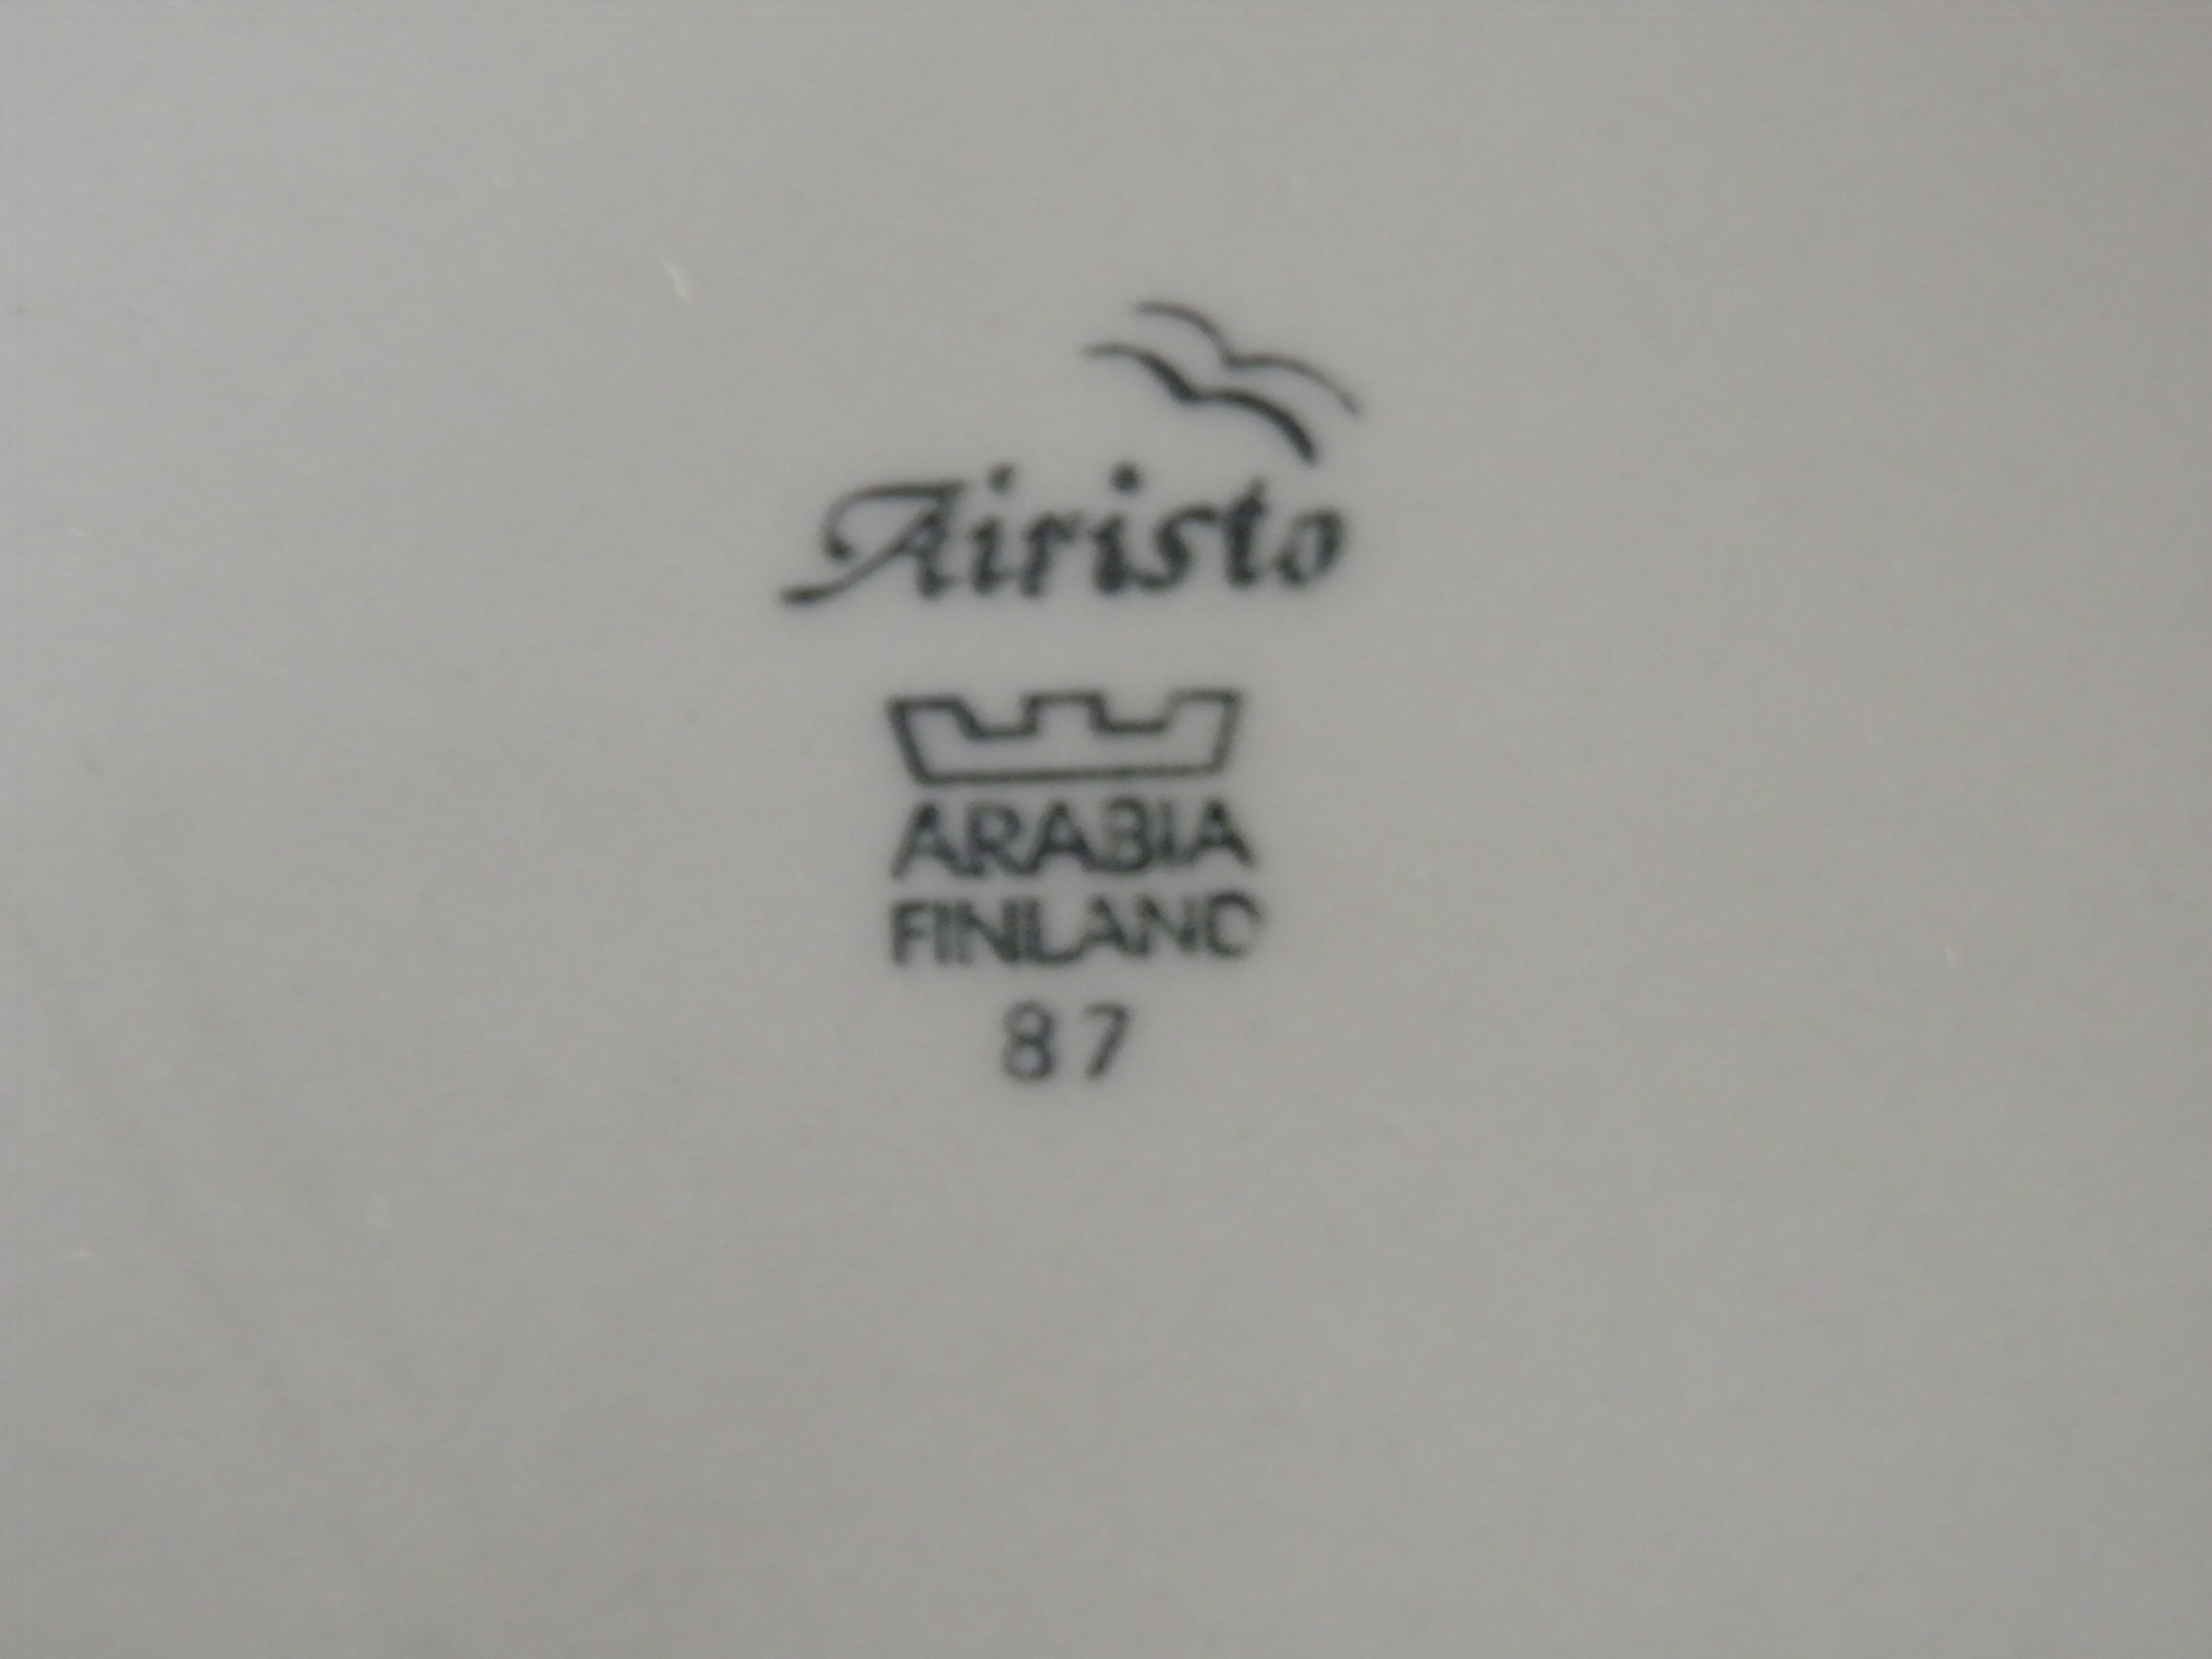 Airisto
ARABIA
FINLAND
87